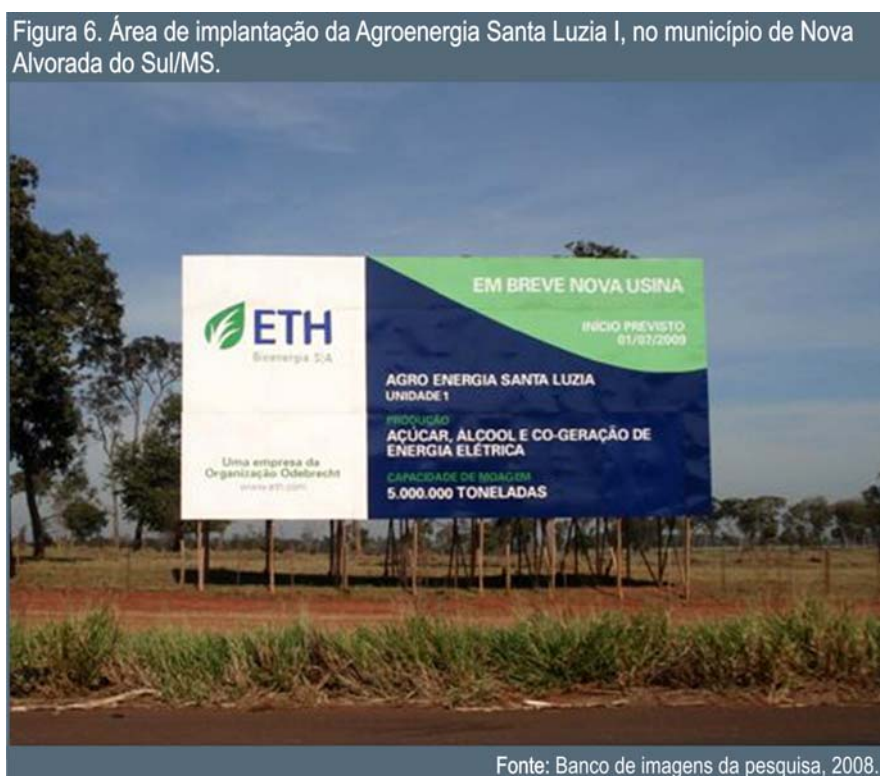 Figura 6. Área de implantação da Agroenergia Santa Luzia I, no município de Nova
Alvorada do Sul/MS.
ETH
Bioenergia S|A
Uma empresa da
Organização Odebrecht
www.eth.com
EM BREVE NOVA USINA
INÍCIO PREVISTO
01/07/2009
AGRO ENERGIA SANTA LUZIA
UNIDADE 1
PRODUÇÃO
AÇÚCAR, ÁLCOOL E CO-GERAÇÃO DE
ENERGIA ELÉTRICA
CAPACIDADE DE MOAGEM
5.000.000 TONELADAS
Fonte: Banco de imagens da pesquisa, 2008.